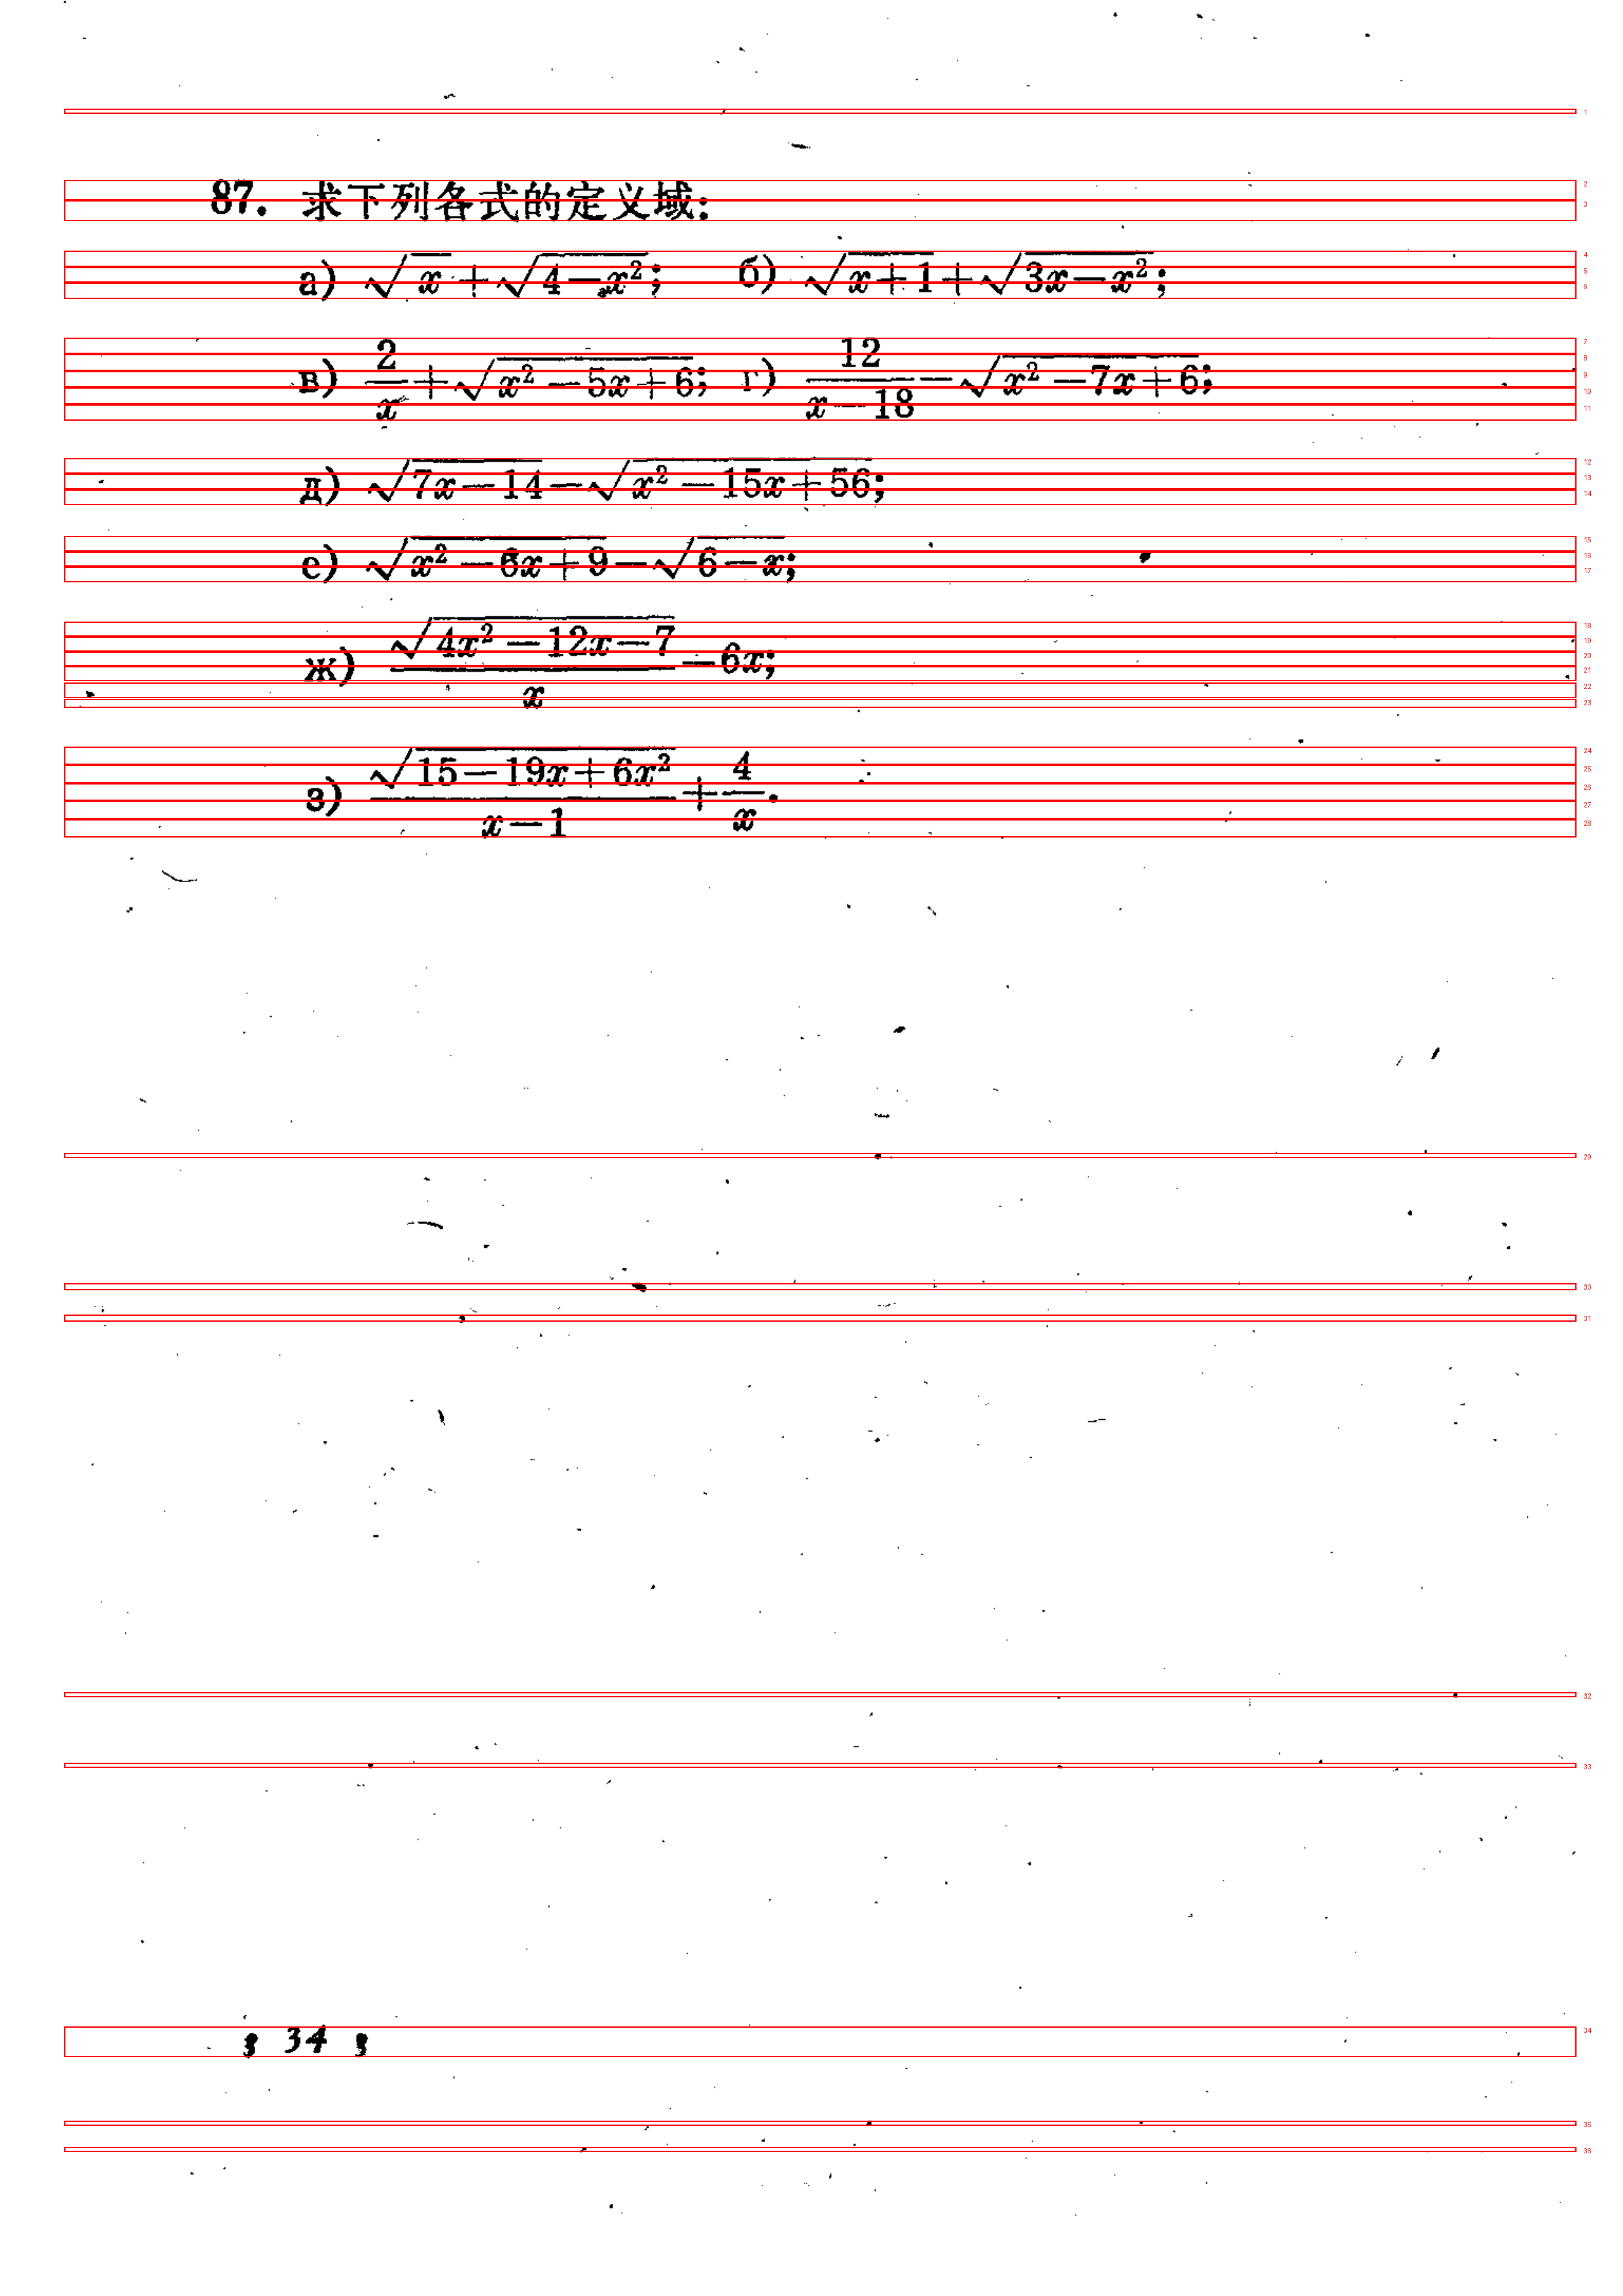 87. 求下列各式的定义域:
а) √x + √(4−x²); б) √(x+1) + √(3x−x²);
в) 2/x + √(x²−5x+6); г) 12/(x−18) − √(x²−7x+6);
д) √(7x−14) − √(x²−15x+56);
е) √(x²−6x+9) − √(6−x);
ж) √(4x²−12x−7)/x − 6x;
з) √(15−19x+6x²)/(x−1) + 4/x.
34